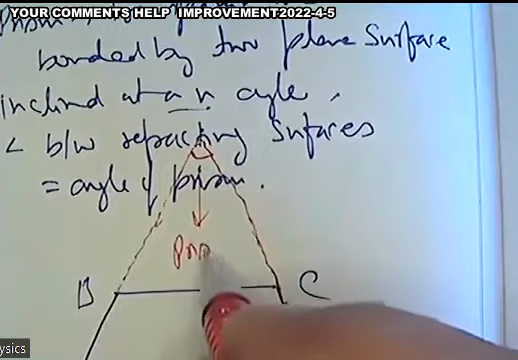 YOUR COMMENTS HELP IMPROVEMENT2022-4-5
bonded by two plane Surface
inclined at an angle,
< b/w refracting Surfaces
= angle of prism.
B
C
ysics